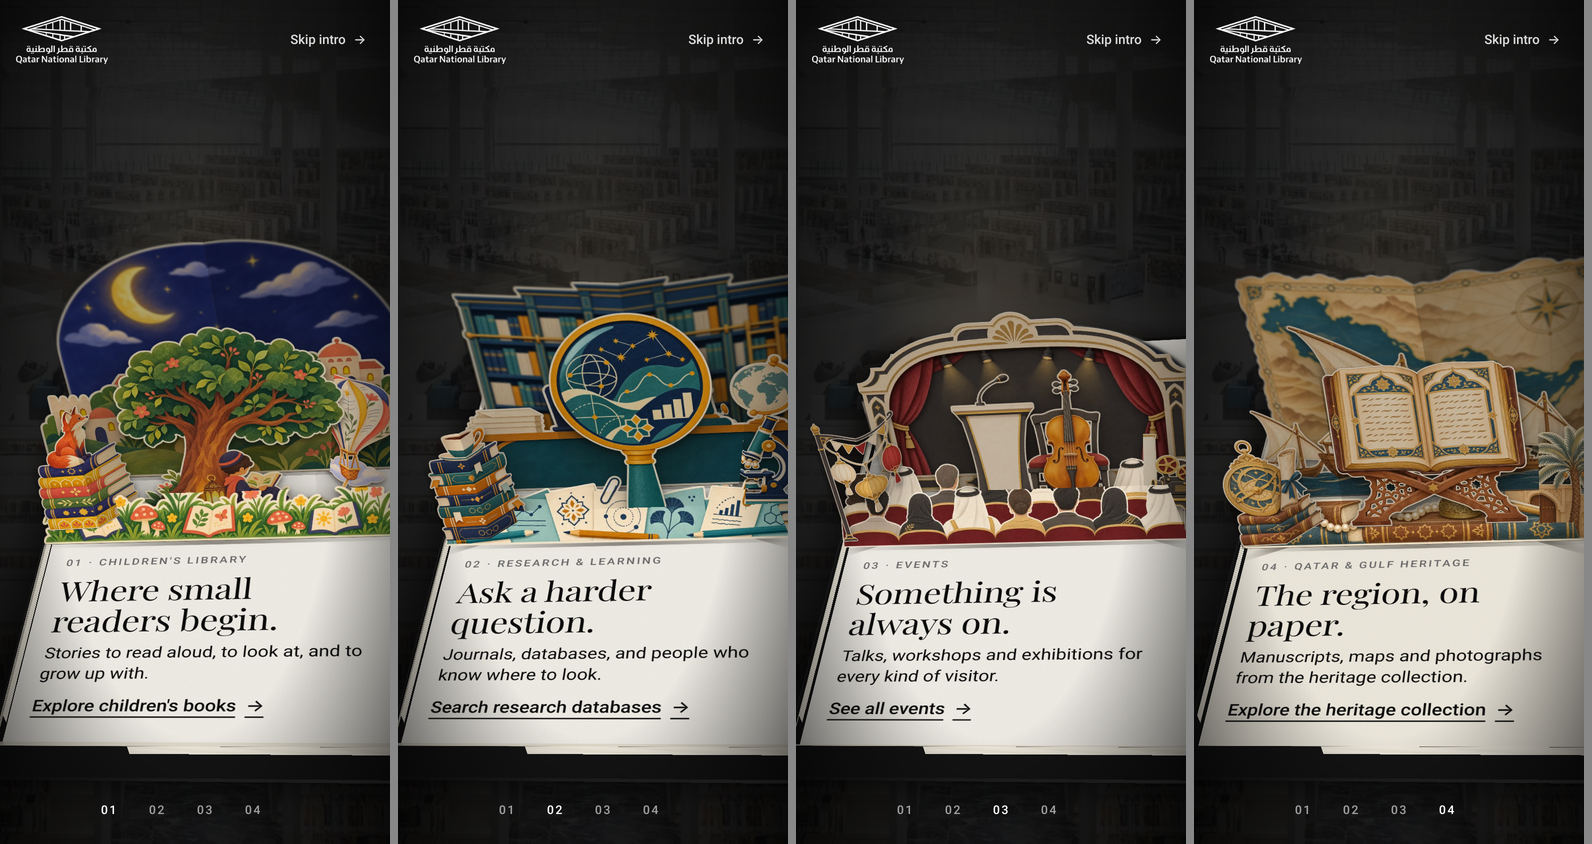 مكتبة قطر الوطنية
Qatar National Library
Skip intro →
01 · CHILDREN'S LIBRARY
Where small
readers begin.
Stories to read aloud, to look at, and to
grow up with.
Explore children's books →
01 02 03 04
مكتبة قطر الوطنية
Qatar National Library
Skip intro →
02 · RESEARCH & LEARNING
Ask a harder
question.
Journals, databases, and people who
know where to look.
Search research databases →
01 02 03 04
مكتبة قطر الوطنية
Qatar National Library
Skip intro →
03 · EVENTS
Something is
always on.
Talks, workshops and exhibitions for
every kind of visitor.
See all events →
01 02 03 04
مكتبة قطر الوطنية
Qatar National Library
Skip intro →
04 · QATAR & GULF HERITAGE
The region, on
paper.
Manuscripts, maps and photographs
from the heritage collection.
Explore the heritage collection →
01 02 03 04